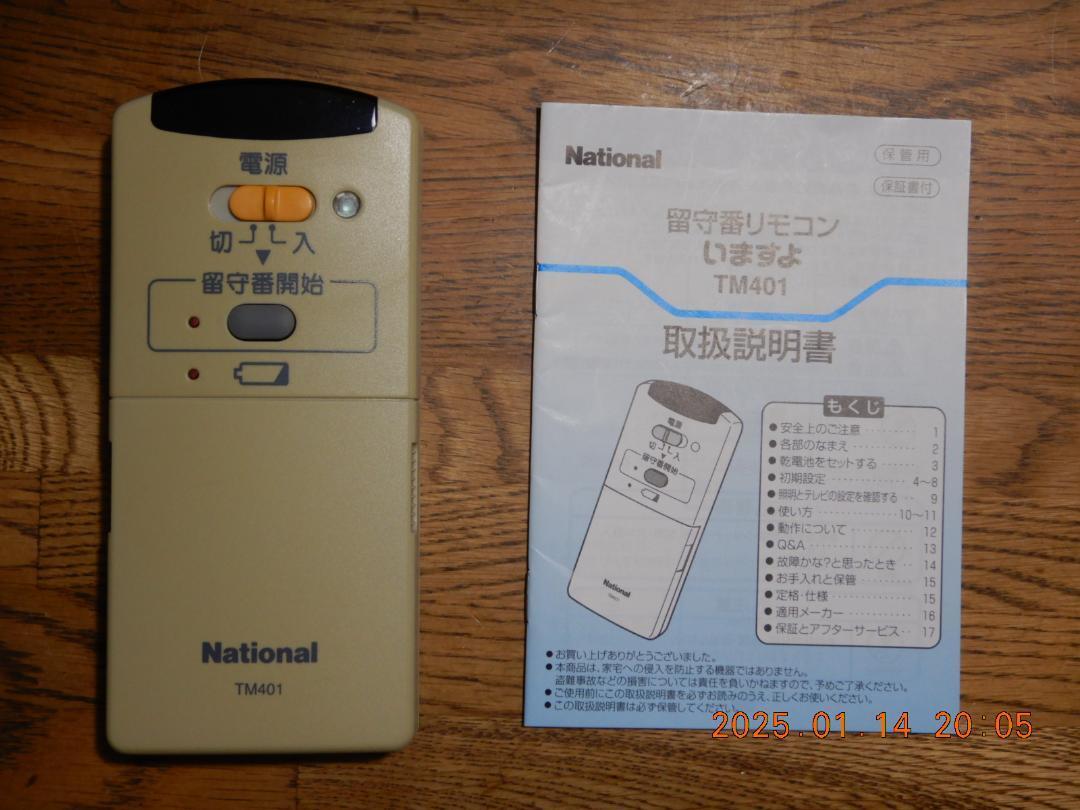 電源
切 入
留守番開始
National
TM401
National
保管用
保証書付
留守番リモコン
いますよ
TM401
取扱説明書
電源
切 入
留守番開始
National
もくじ
●安全上のご注意 ・・・・・・・・ 1
●各部のなまえ ・・・・・・・・・ 2
●乾電池をセットする ・・・・・・ 3
●初期設定 ・・・・・・・・・ 4～8
●照明とテレビの設定を確認する ・・ 9
●使い方 ・・・・・・・・・ 10～11
●動作について ・・・・・・・・・ 12
●Q&A ・・・・・・・・・・・・・ 13
●故障かな?と思ったとき ・・ 14
●お手入れと保管 ・・・・・・・・ 15
●定格・仕様 ・・・・・・・・・・ 15
●適用メーカー ・・・・・・・・・ 16
●保証とアフターサービス ・・ 17
●お買い上げありがとうございました。
●本商品は、家宅への侵入を防止する機器ではありません。
盗難事故などの損害については責任を負いかねますので、予めご了承ください。
●ご使用前にこの取扱説明書を必ずお読みのうえ、正しくお使いください。
●この取扱説明書は必ず保管してください。
2025.01.14 20:05